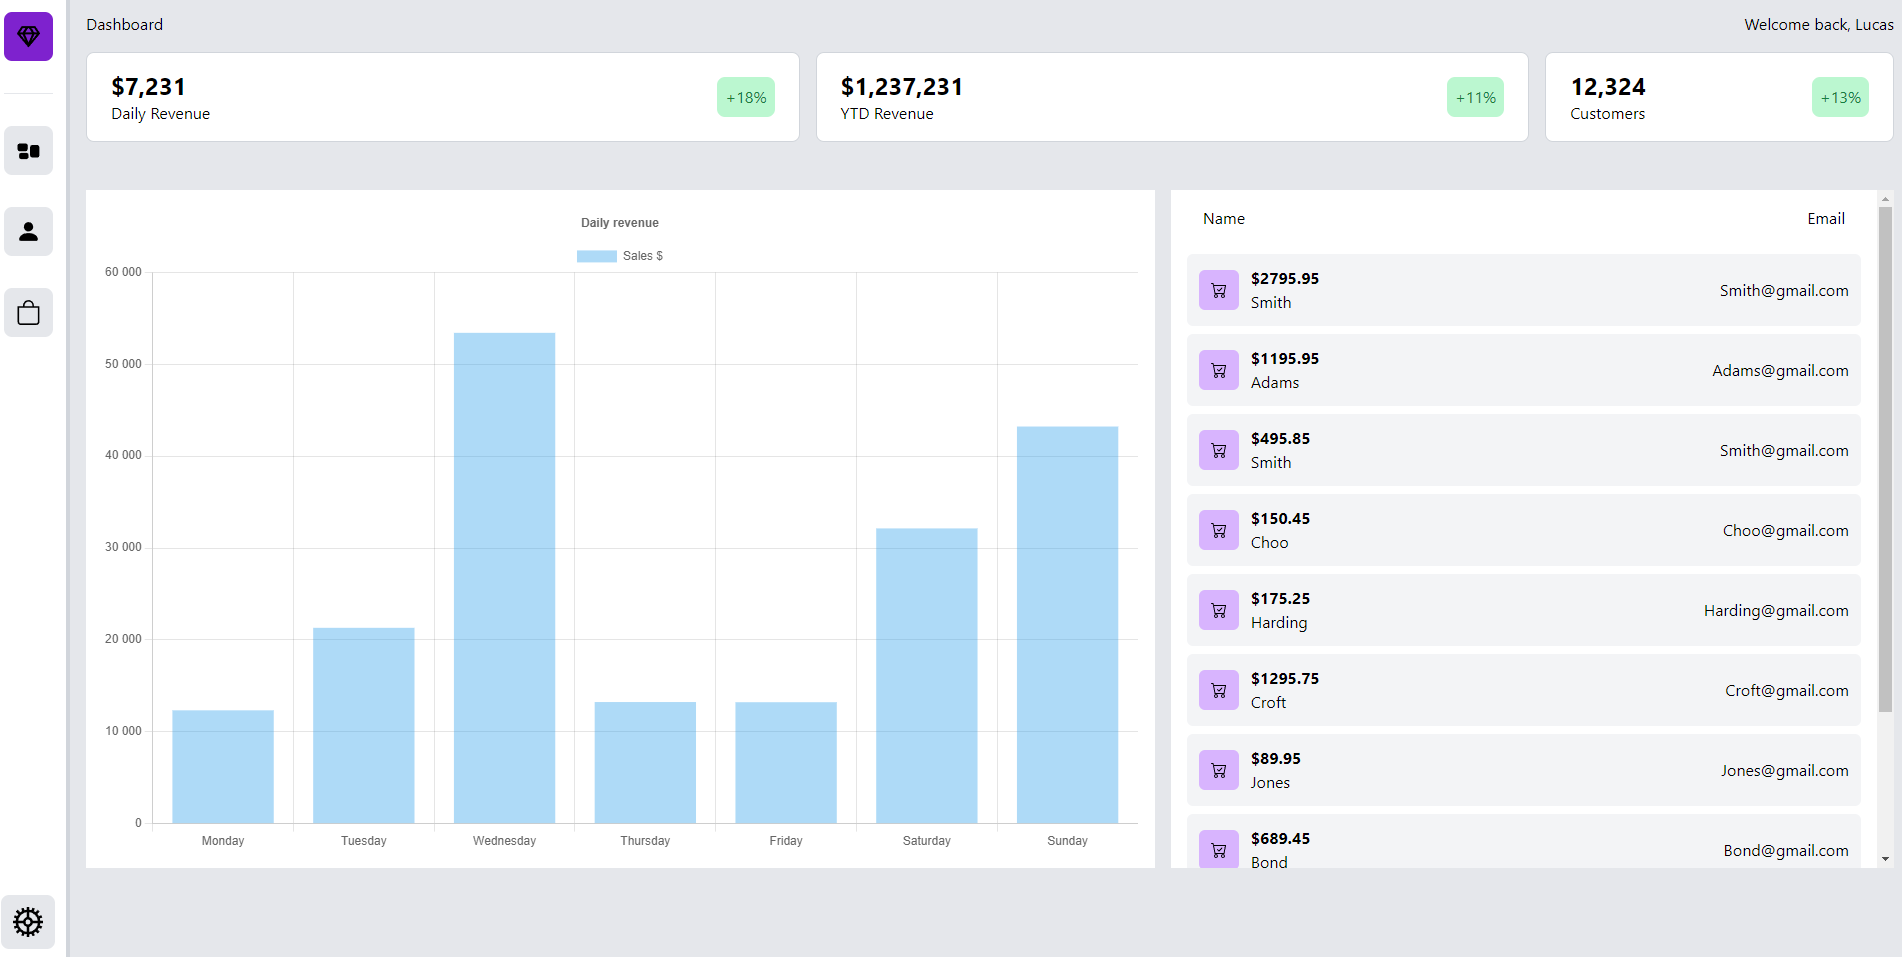 Dashboard
Welcome back, Lucas
$7,231
Daily Revenue
+18%
$1,237,231
YTD Revenue
+11%
12,324
Customers
+13%
Daily revenue
Sales $
60 000
50 000
40 000
30 000
20 000
10 000
0
Monday
Tuesday
Wednesday
Thursday
Friday
Saturday
Sunday
Name
Email
$2795.95
Smith
Smith@gmail.com
$1195.95
Adams
Adams@gmail.com
$495.85
Smith
Smith@gmail.com
$150.45
Choo
Choo@gmail.com
$175.25
Harding
Harding@gmail.com
$1295.75
Croft
Croft@gmail.com
$89.95
Jones
Jones@gmail.com
$689.45
Bond
Bond@gmail.com